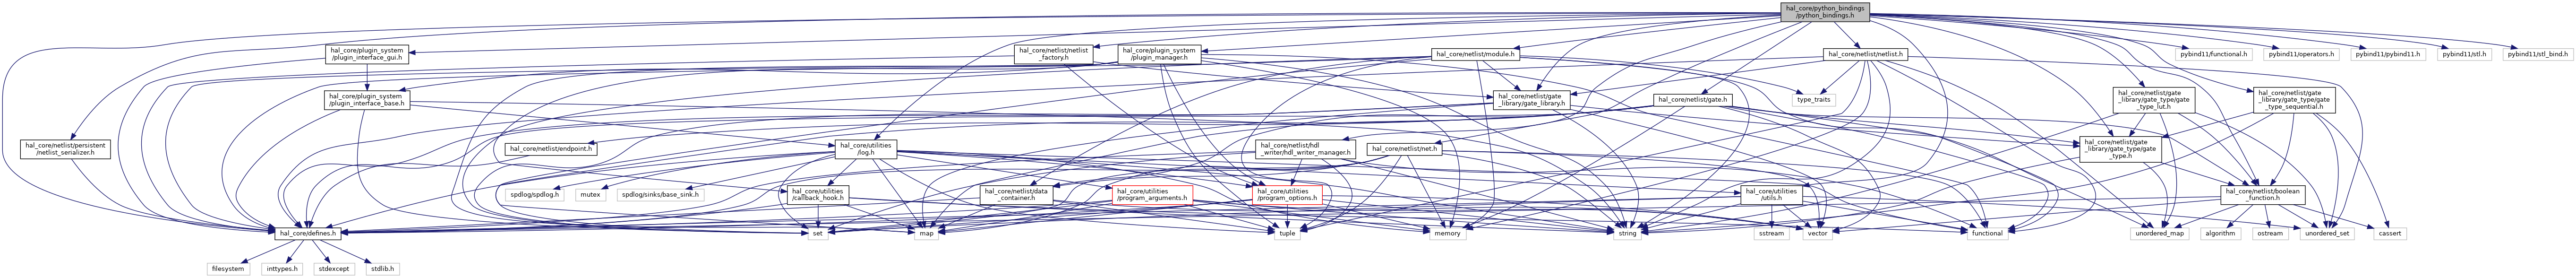 hal_core/python_bindings
/python_bindings.h
hal_core/plugin_system
/plugin_interface_gui.h
hal_core/netlist/netlist
_factory.h
hal_core/plugin_system
/plugin_manager.h
hal_core/netlist/module.h
hal_core/netlist/netlist.h
pybind11/functional.h
pybind11/operators.h
pybind11/pybind11.h
pybind11/stl.h
pybind11/stl_bind.h
hal_core/plugin_system
/plugin_interface_base.h
hal_core/netlist/gate
_library/gate_library.h
hal_core/netlist/gate.h
type_traits
hal_core/netlist/gate
_library/gate_type/gate
_type_lut.h
hal_core/netlist/gate
_library/gate_type/gate
_type_sequential.h
hal_core/netlist/persistent
/netlist_serializer.h
hal_core/netlist/endpoint.h
hal_core/utilities
/log.h
hal_core/netlist/hdl
_writer/hdl_writer_manager.h
hal_core/netlist/net.h
hal_core/netlist/gate
_library/gate_type/gate
_type.h
spdlog/spdlog.h
mutex
spdlog/sinks/base_sink.h
hal_core/utilities
/callback_hook.h
hal_core/netlist/data
_container.h
hal_core/utilities
/program_arguments.h
hal_core/utilities
/program_options.h
hal_core/utilities
/utils.h
hal_core/netlist/boolean
_function.h
hal_core/defines.h
set
map
tuple
memory
string
sstream
vector
functional
unordered_map
algorithm
ostream
unordered_set
cassert
filesystem
inttypes.h
stdexcept
stdlib.h